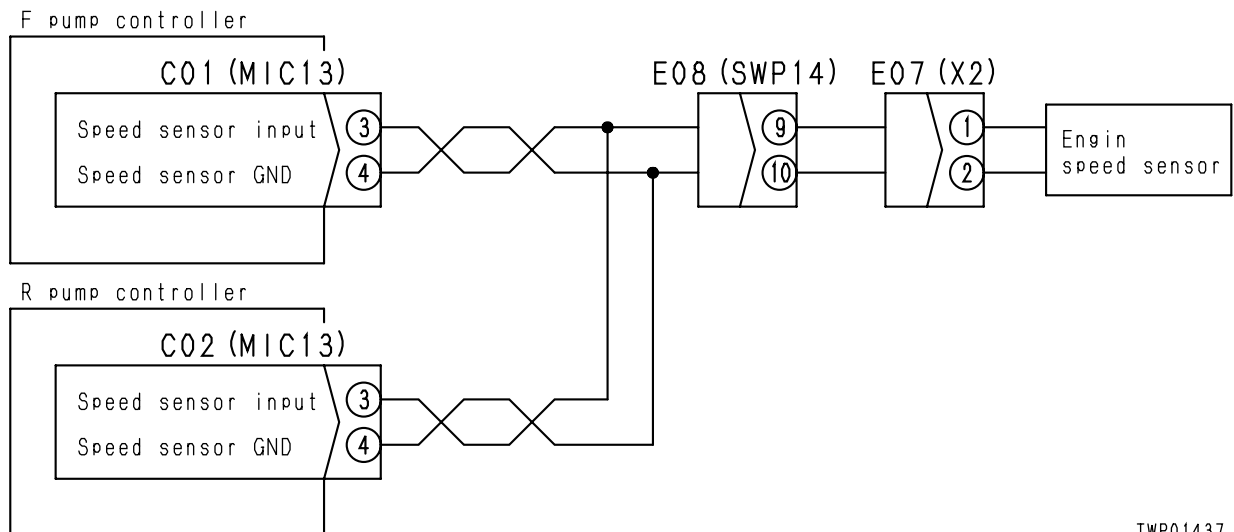 F pump controller
C01 (MIC13)
Speed sensor input ③
Speed sensor GND ④
E08 (SWP14)
⑨
⑩
E07 (X2)
①
②
Engin
speed sensor
R pump controller
C02 (MIC13)
Speed sensor input ③
Speed sensor GND ④
TWP01437